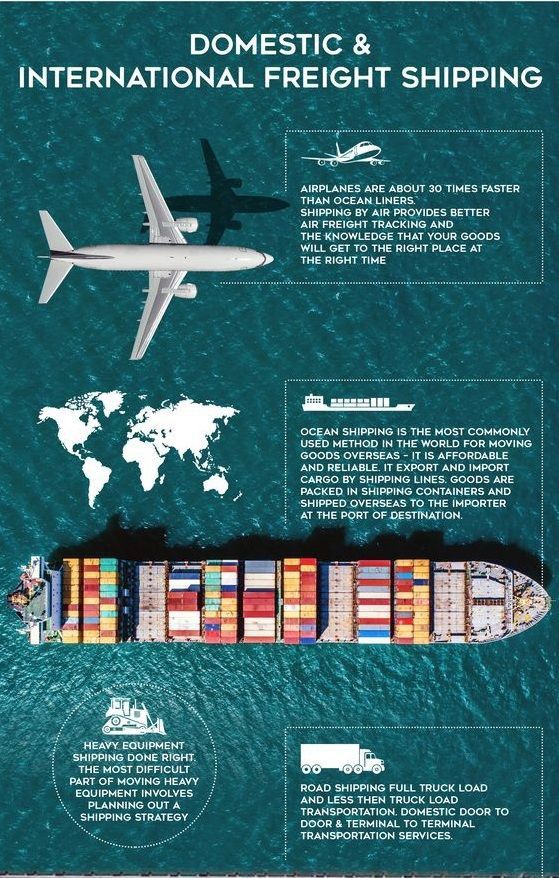 DOMESTIC &
INTERNATIONAL FREIGHT SHIPPING
AIRPLANES ARE ABOUT 30 TIMES FASTER
THAN OCEAN LINERS.
SHIPPING BY AIR PROVIDES BETTER
AIR FREIGHT TRACKING AND
THE KNOWLEDGE THAT YOUR GOODS
WILL GET TO THE RIGHT PLACE AT
THE RIGHT TIME
OCEAN SHIPPING IS THE MOST COMMONLY
USED METHOD IN THE WORLD FOR MOVING
GOODS OVERSEAS - IT IS AFFORDABLE
AND RELIABLE. IT EXPORT AND IMPORT
CARGO BY SHIPPING LINES. GOODS ARE
PACKED IN SHIPPING CONTAINERS AND
SHIPPED OVERSEAS TO THE IMPORTER
AT THE PORT OF DESTINATION.
HEAVY EQUIPMENT
SHIPPING DONE RIGHT.
THE MOST DIFFICULT
PART OF MOVING HEAVY
EQUIPMENT INVOLVES
PLANNING OUT A
SHIPPING STRATEGY
ROAD SHIPPING FULL TRUCK LOAD
AND LESS THEN TRUCK LOAD
TRANSPORTATION. DOMESTIC DOOR TO
DOOR & TERMINAL TO TERMINAL
TRANSPORTATION SERVICES.